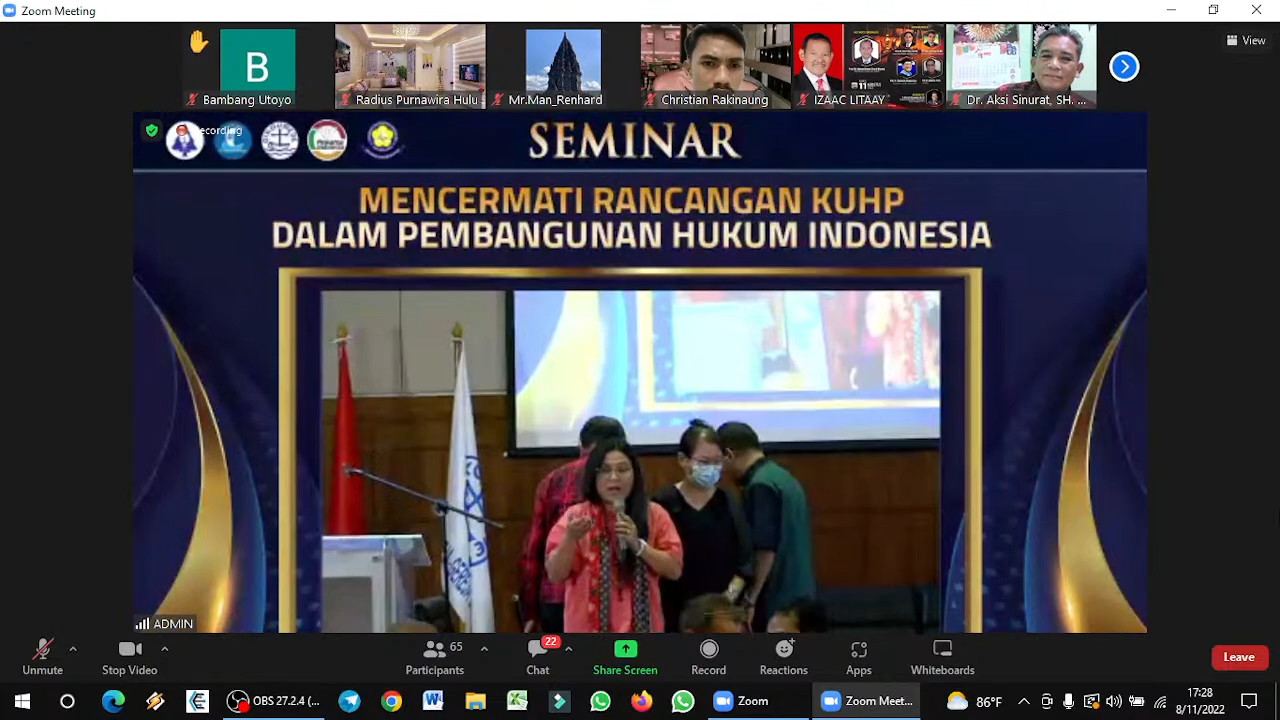 Zoom Meeting
View
B
Bambang Utoyo
Radius Purnawira Hulu
Mr.Man_Renhard
Christian Rakinaung
IZAAC LITAAY
11
Dr. Aksi Sinurat, SH. ...
Recording
SEMINAR
MENCERMATI RANCANGAN KUHP
DALAM PEMBANGUNAN HUKUM INDONESIA
ADMIN
Unmute
Stop Video
Participants
65
Chat
22
Share Screen
Record
Reactions
Apps
Whiteboards
Leave
OBS 27.2.4 (...
Zoom
Zoom Meet...
86°F
17:28
8/11/2022